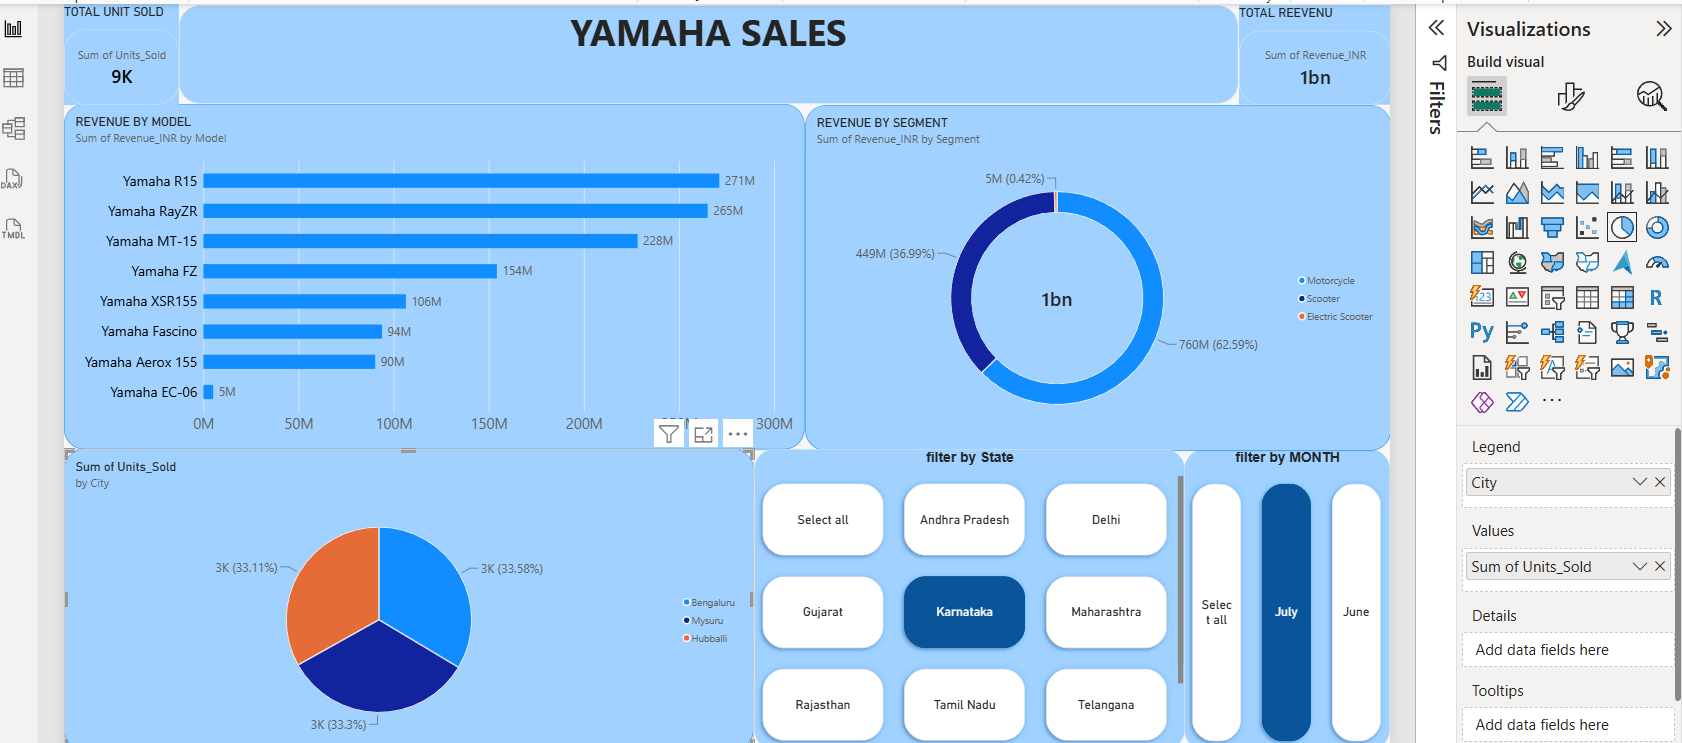 TOTAL UNIT SOLD
Sum of Units_Sold
9K
YAMAHA SALES
TOTAL REEVENU
Sum of Revenue_INR
1bn
REVENUE BY MODEL
Sum of Revenue_INR by Model
Yamaha R15 271M
Yamaha RayZR 265M
Yamaha MT-15 228M
Yamaha FZ 154M
Yamaha XSR155 106M
Yamaha Fascino 94M
Yamaha Aerox 155 90M
Yamaha EC-06 5M
0M 50M 100M 150M 200M 300M
REVENUE BY SEGMENT
Sum of Revenue_INR by Segment
5M (0.42%)
449M (36.99%)
1bn
760M (62.59%)
Motorcycle
Scooter
Electric Scooter
Sum of Units_Sold
by City
3K (33.11%)
3K (33.58%)
3K (33.3%)
Bengaluru
Mysuru
Hubballi
filter by State
Select all
Andhra Pradesh
Delhi
Gujarat
Karnataka
Maharashtra
Rajasthan
Tamil Nadu
Telangana
filter by MONTH
Selec
t all
July
June
Filters
Visualizations
Build visual
123
R
Py
Legend
City
Values
Sum of Units_Sold
Details
Add data fields here
Tooltips
Add data fields here
DAX
TMDL